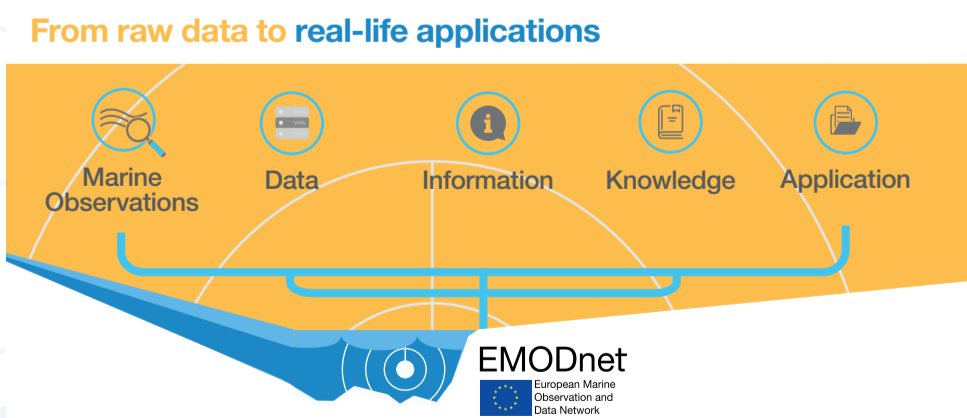 From raw data to real-life applications
Marine
Observations
Data
Information
Knowledge
Application
EMODnet
European Marine
Observation and
Data Network